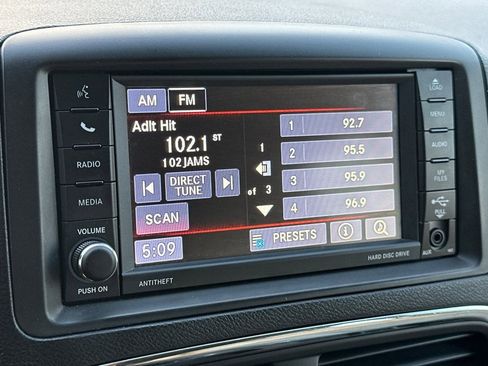 AM FM
LOAD
Adlt Hit
1 92.7
MENU
102.1 ST
102 JAMS
1
2 95.5
AUDIO
RADIO
DIRECT
TUNE
of 3
3 95.9
MY
FILES
MEDIA
SCAN
4 96.9
PULL
VOLUME
5:09
PRESETS
i
AUX
HARD DISC DRIVE
PUSH ON
ANTITHEFT